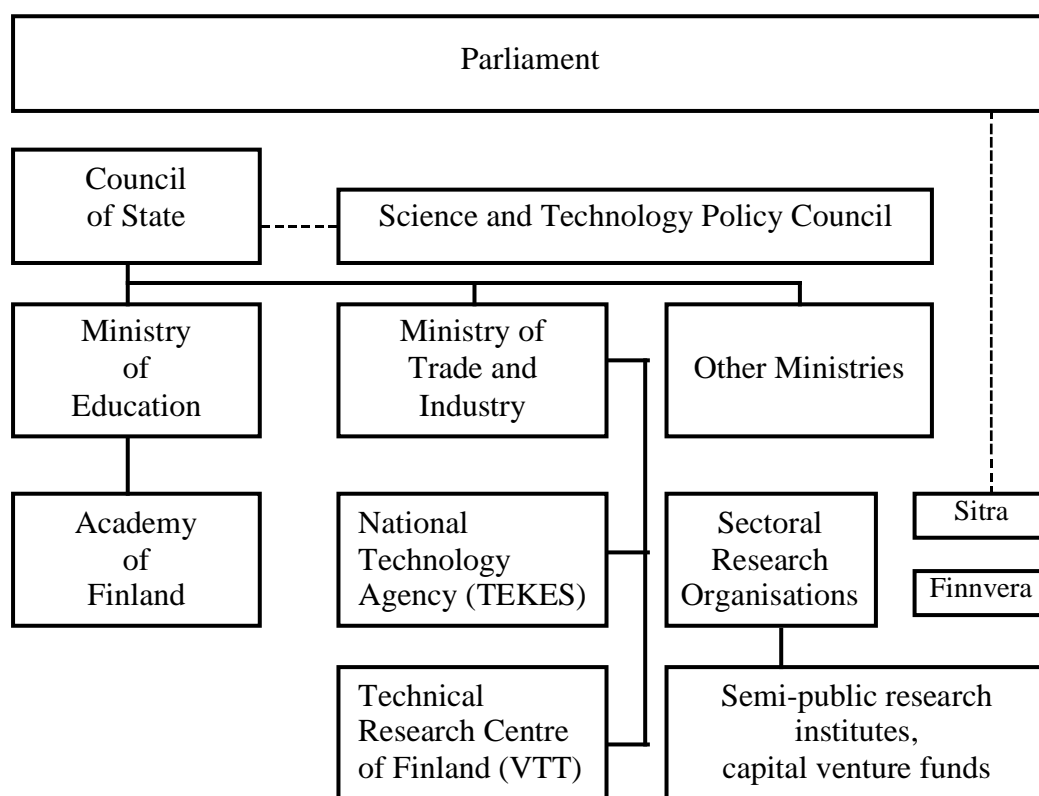 Parliament
Council
of State
Science and Technology Policy Council
Ministry
of
Education
Ministry of
Trade and
Industry
Other Ministries
Academy
of
Finland
National
Technology
Agency (TEKES)
Sectoral
Research
Organisations
Sitra
Finnvera
Technical
Research Centre
of Finland (VTT)
Semi-public research
institutes,
capital venture funds